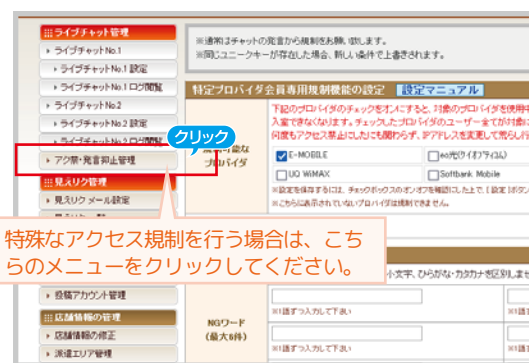 ライブチャット管理
ライブチャットNo.1
ライブチャットNo.1 設定
ライブチャットNo.1 ログ閲覧
ライブチャットNo.2
ライブチャットNo.2 設定
ライブチャットNo.2 ログ閲覧
クリック
アク禁・発言抑止管理
見えリク管理
見えリクメール設定
特殊なアクセス規制を行う場合は、こち
らのメニューをクリックしてください。
投稿アカウント管理
店舗情報の管理
店舗情報の修正
派遣エリア管理
※通常はチャットの発言から規制をお願い致します。
※同じユニークキーが存在した場合、新しい条件で上書きされます。
特定プロバイダ会員専用規制機能の設定 設定マニュアル
下記のプロバイダのチェックをオンにすると、対象のプロバイダを使用中
入室できなくなります。チェックしたプロバイダのユーザー全てが対象に
何度もアクセス禁止にしたにも関わらず、IPアドレスを変更して荒らし行
可能な
プロバイダ
E-MOBILE
eo光(ケイオプティコム)
UQ WiMAX
Softbank Mobile
※設定を保存するには、チェックボックスのオンオフを確認した上で、[設定]ボタン
※こちらに表示されていないプロバイダは規制できません。
小文字、ひらがな・カタカナを区別しませ
NGワード
(最大6件)
※1語ずつ入力して下さい
※1語
※1語ずつ入力して下さい
※1語